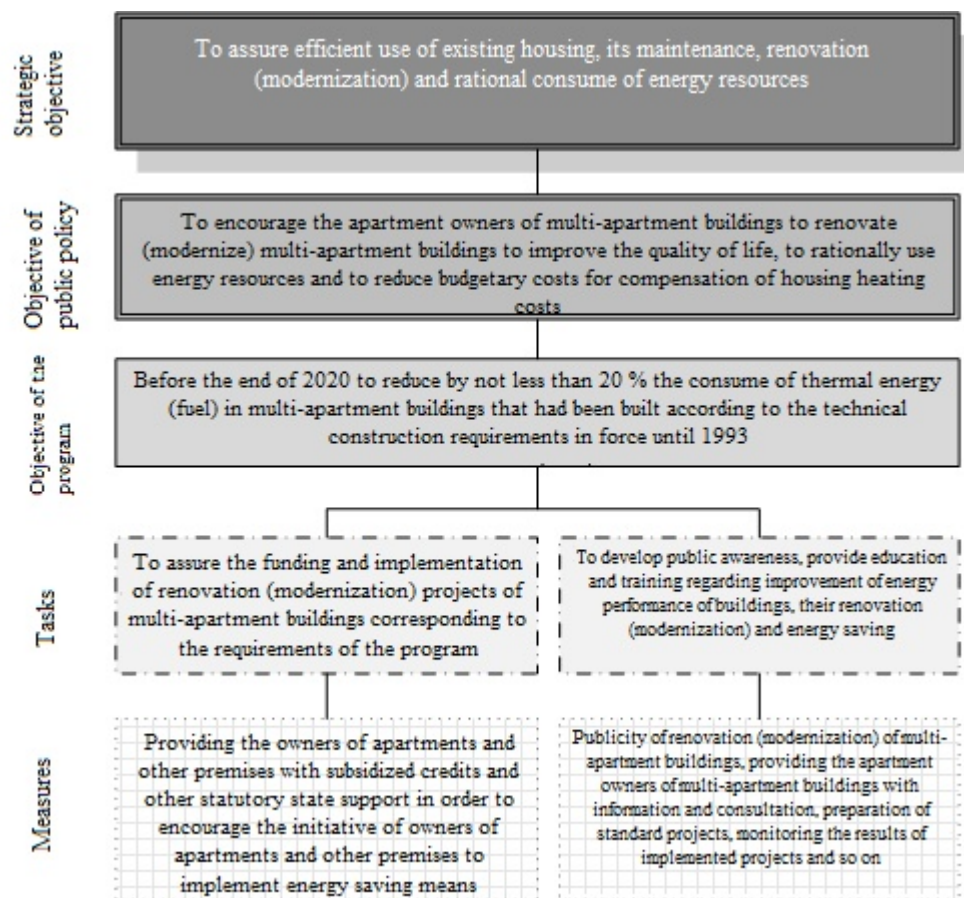 Strategic
objective
To assure efficient use of existing housing, its maintenance, renovation
(modernization) and rational consume of energy resources
Objective of
public policy
To encourage the apartment owners of multi-apartment buildings to renovate
(modernize) multi-apartment buildings to improve the quality of life, to rationally use
energy resources and to reduce budgetary costs for compensation of housing heating
costs
Objective of the
program
Before the end of 2020 to reduce by not less than 20 % the consume of thermal energy
(fuel) in multi-apartment buildings that had been built according to the technical
construction requirements in force until 1993
Tasks
To assure the funding and implementation
of renovation (modernization) projects of
multi-apartment buildings corresponding to
the requirements of the program
To develop public awareness, provide education
and training regarding improvement of energy
performance of buildings, their renovation
(modernization) and energy saving
Measures
Providing the owners of apartments and
other premises with subsidized credits and
other statutory state support in order to
encourage the initiative of owners of
apartments and other premises to
implement energy saving means
Publicity of renovation (modernization) of multi-
apartment buildings, providing the apartment
owners of multi-apartment buildings with
information and consultation, preparation of
standard projects, monitoring the results of
implemented projects and so on